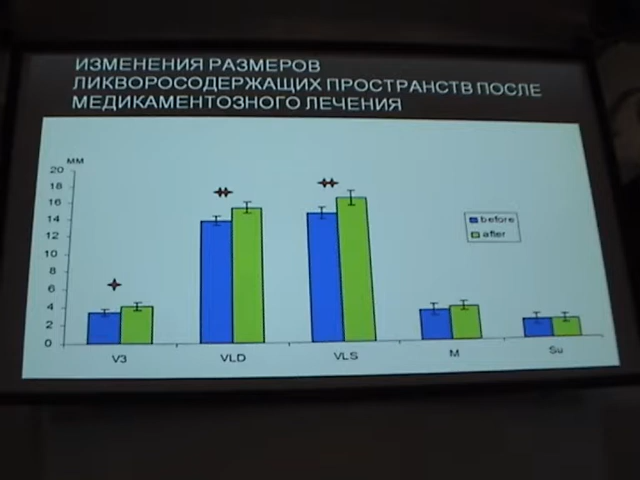 ИЗМЕНЕНИЯ РАЗМЕРОВ
ЛИКВОРОСОДЕРЖАЩИХ ПРОСТРАНСТВ ПОСЛЕ
МЕДИКАМЕНТОЗНОГО ЛЕЧЕНИЯ
мм
20
18
16
14
12
10
8
6
4
2
0
before
after
V3 VLD VLS M Su